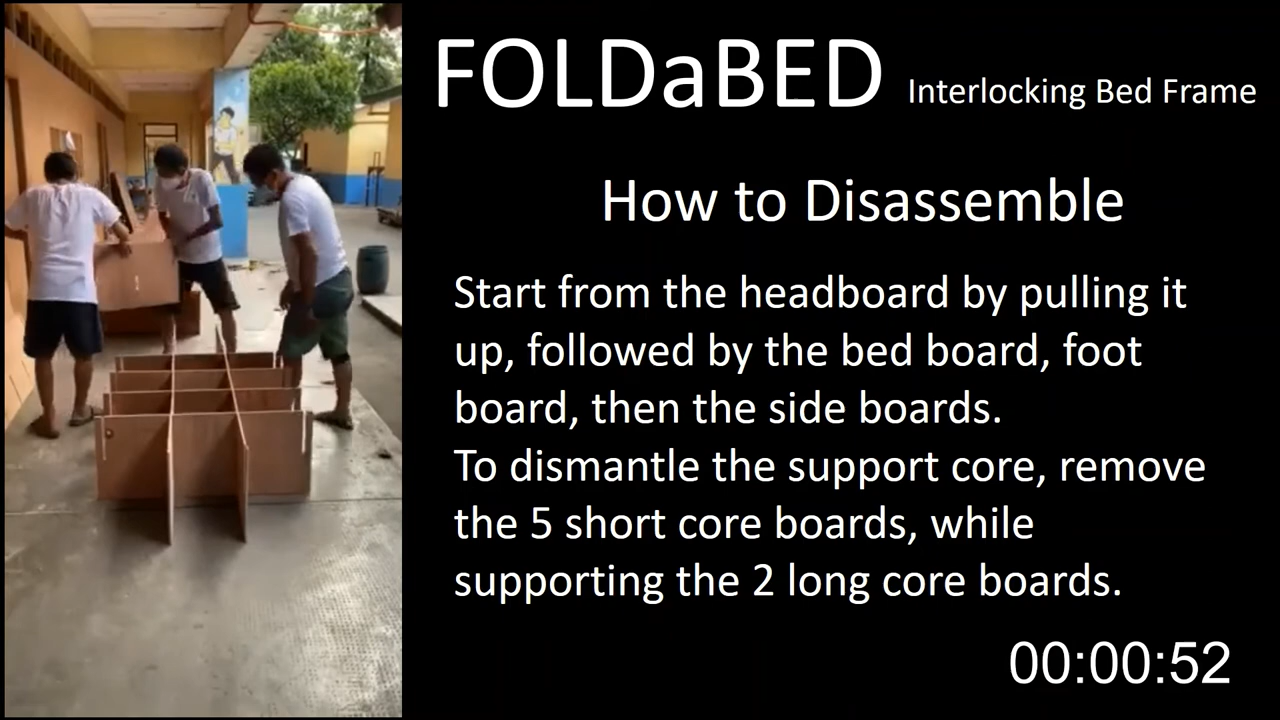 FOLDaBED Interlocking Bed Frame
How to Disassemble
Start from the headboard by pulling it
up, followed by the bed board, foot
board, then the side boards.
To dismantle the support core, remove
the 5 short core boards, while
supporting the 2 long core boards.
00:00:52